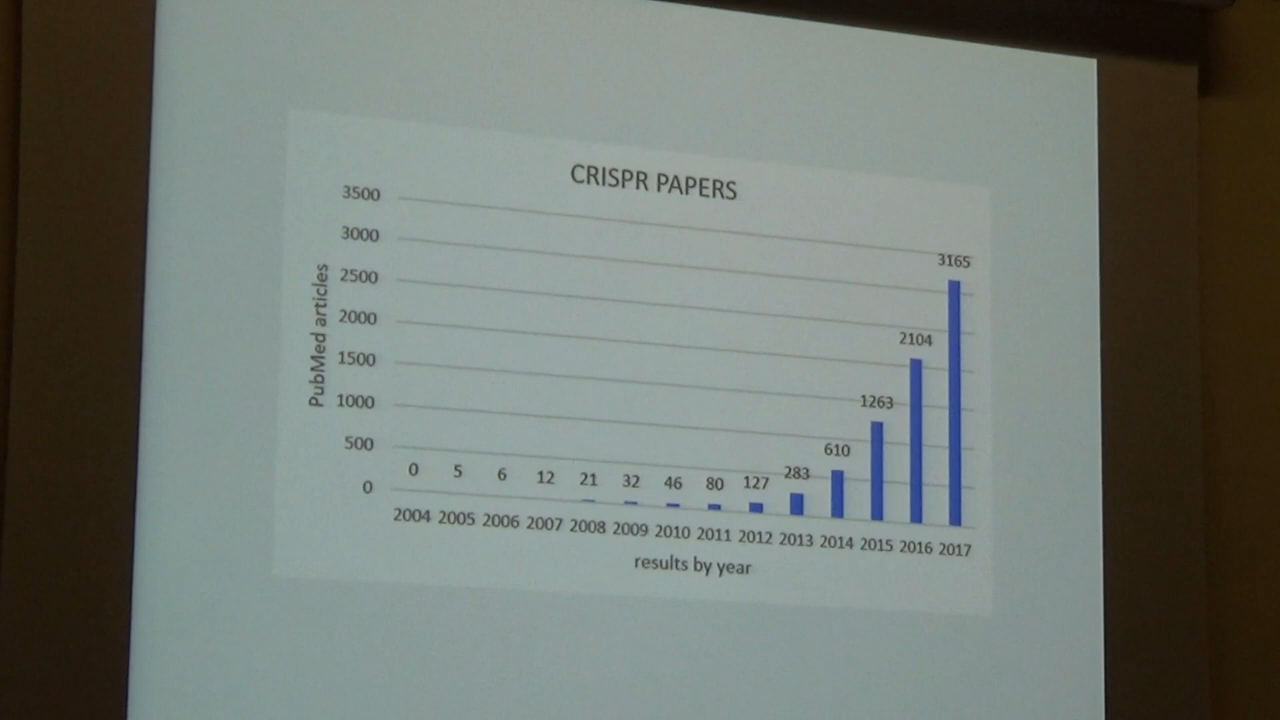 CRISPR PAPERS
3500
3000
2500
2000
1500
1000
500
0
PubMed articles
0 5 6 12 21 32 46 80 127 283 610 1263 2104 3165
2004 2005 2006 2007 2008 2009 2010 2011 2012 2013 2014 2015 2016 2017
results by year